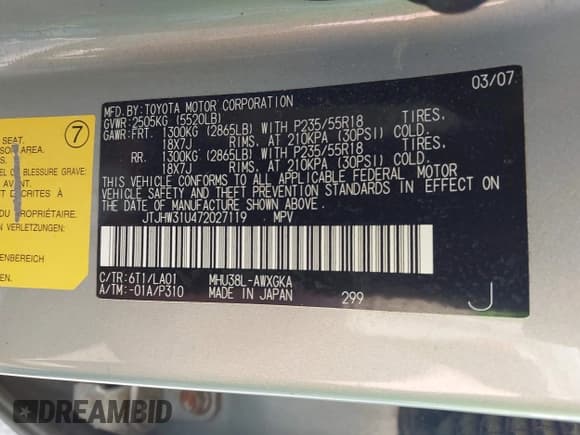 03/07
MFD.BY:TOYOTA MOTOR CORPORATION
GVWR:2505KG (5520LB)
GAWR:FRT. 1300KG (2865LB) WITH P235/55R18 TIRES,
18X7J RIMS, AT 210KPA (30PSI) COLD.
RR. 1300KG (2865LB) WITH P235/55R18 TIRES,
18X7J RIMS, AT 210KPA (30PSI) COLD.
THIS VEHICLE CONFORMS TO ALL APPLICABLE FEDERAL MOTOR
VEHICLE SAFETY AND THEFT PREVENTION STANDARDS IN EFFECT
ON THE DATE OF MANUFACTURE SHOWN ABOVE.
JTJHW31U472027119 MPV
C/TR:6T1/LA01 MHU38L-AWXGKA
A/TM:-01A/P310 MADE IN JAPAN 299 J
7
SEAT.
AREA.
OR BLESSURE GRAVE:
AVANT.
DÉCRITES À
PROPRIÉTAIRE.
VERLETZUNGEN:
ENBEREICH
DREAMBID